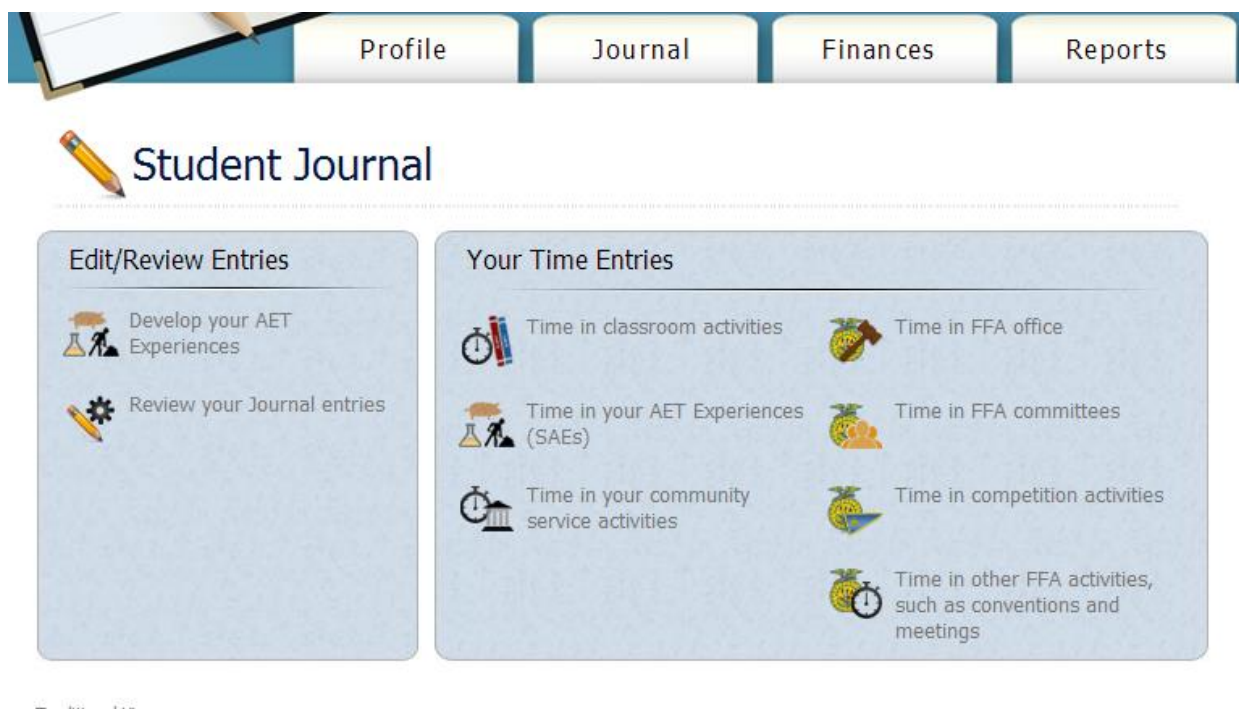 Profile
Journal
Finances
Reports
Student Journal
Edit/Review Entries
Develop your AET
Experiences
Review your Journal entries
Your Time Entries
Time in classroom activities
Time in your AET Experiences
(SAEs)
Time in your community
service activities
Time in FFA office
Time in FFA committees
Time in competition activities
Time in other FFA activities,
such as conventions and
meetings